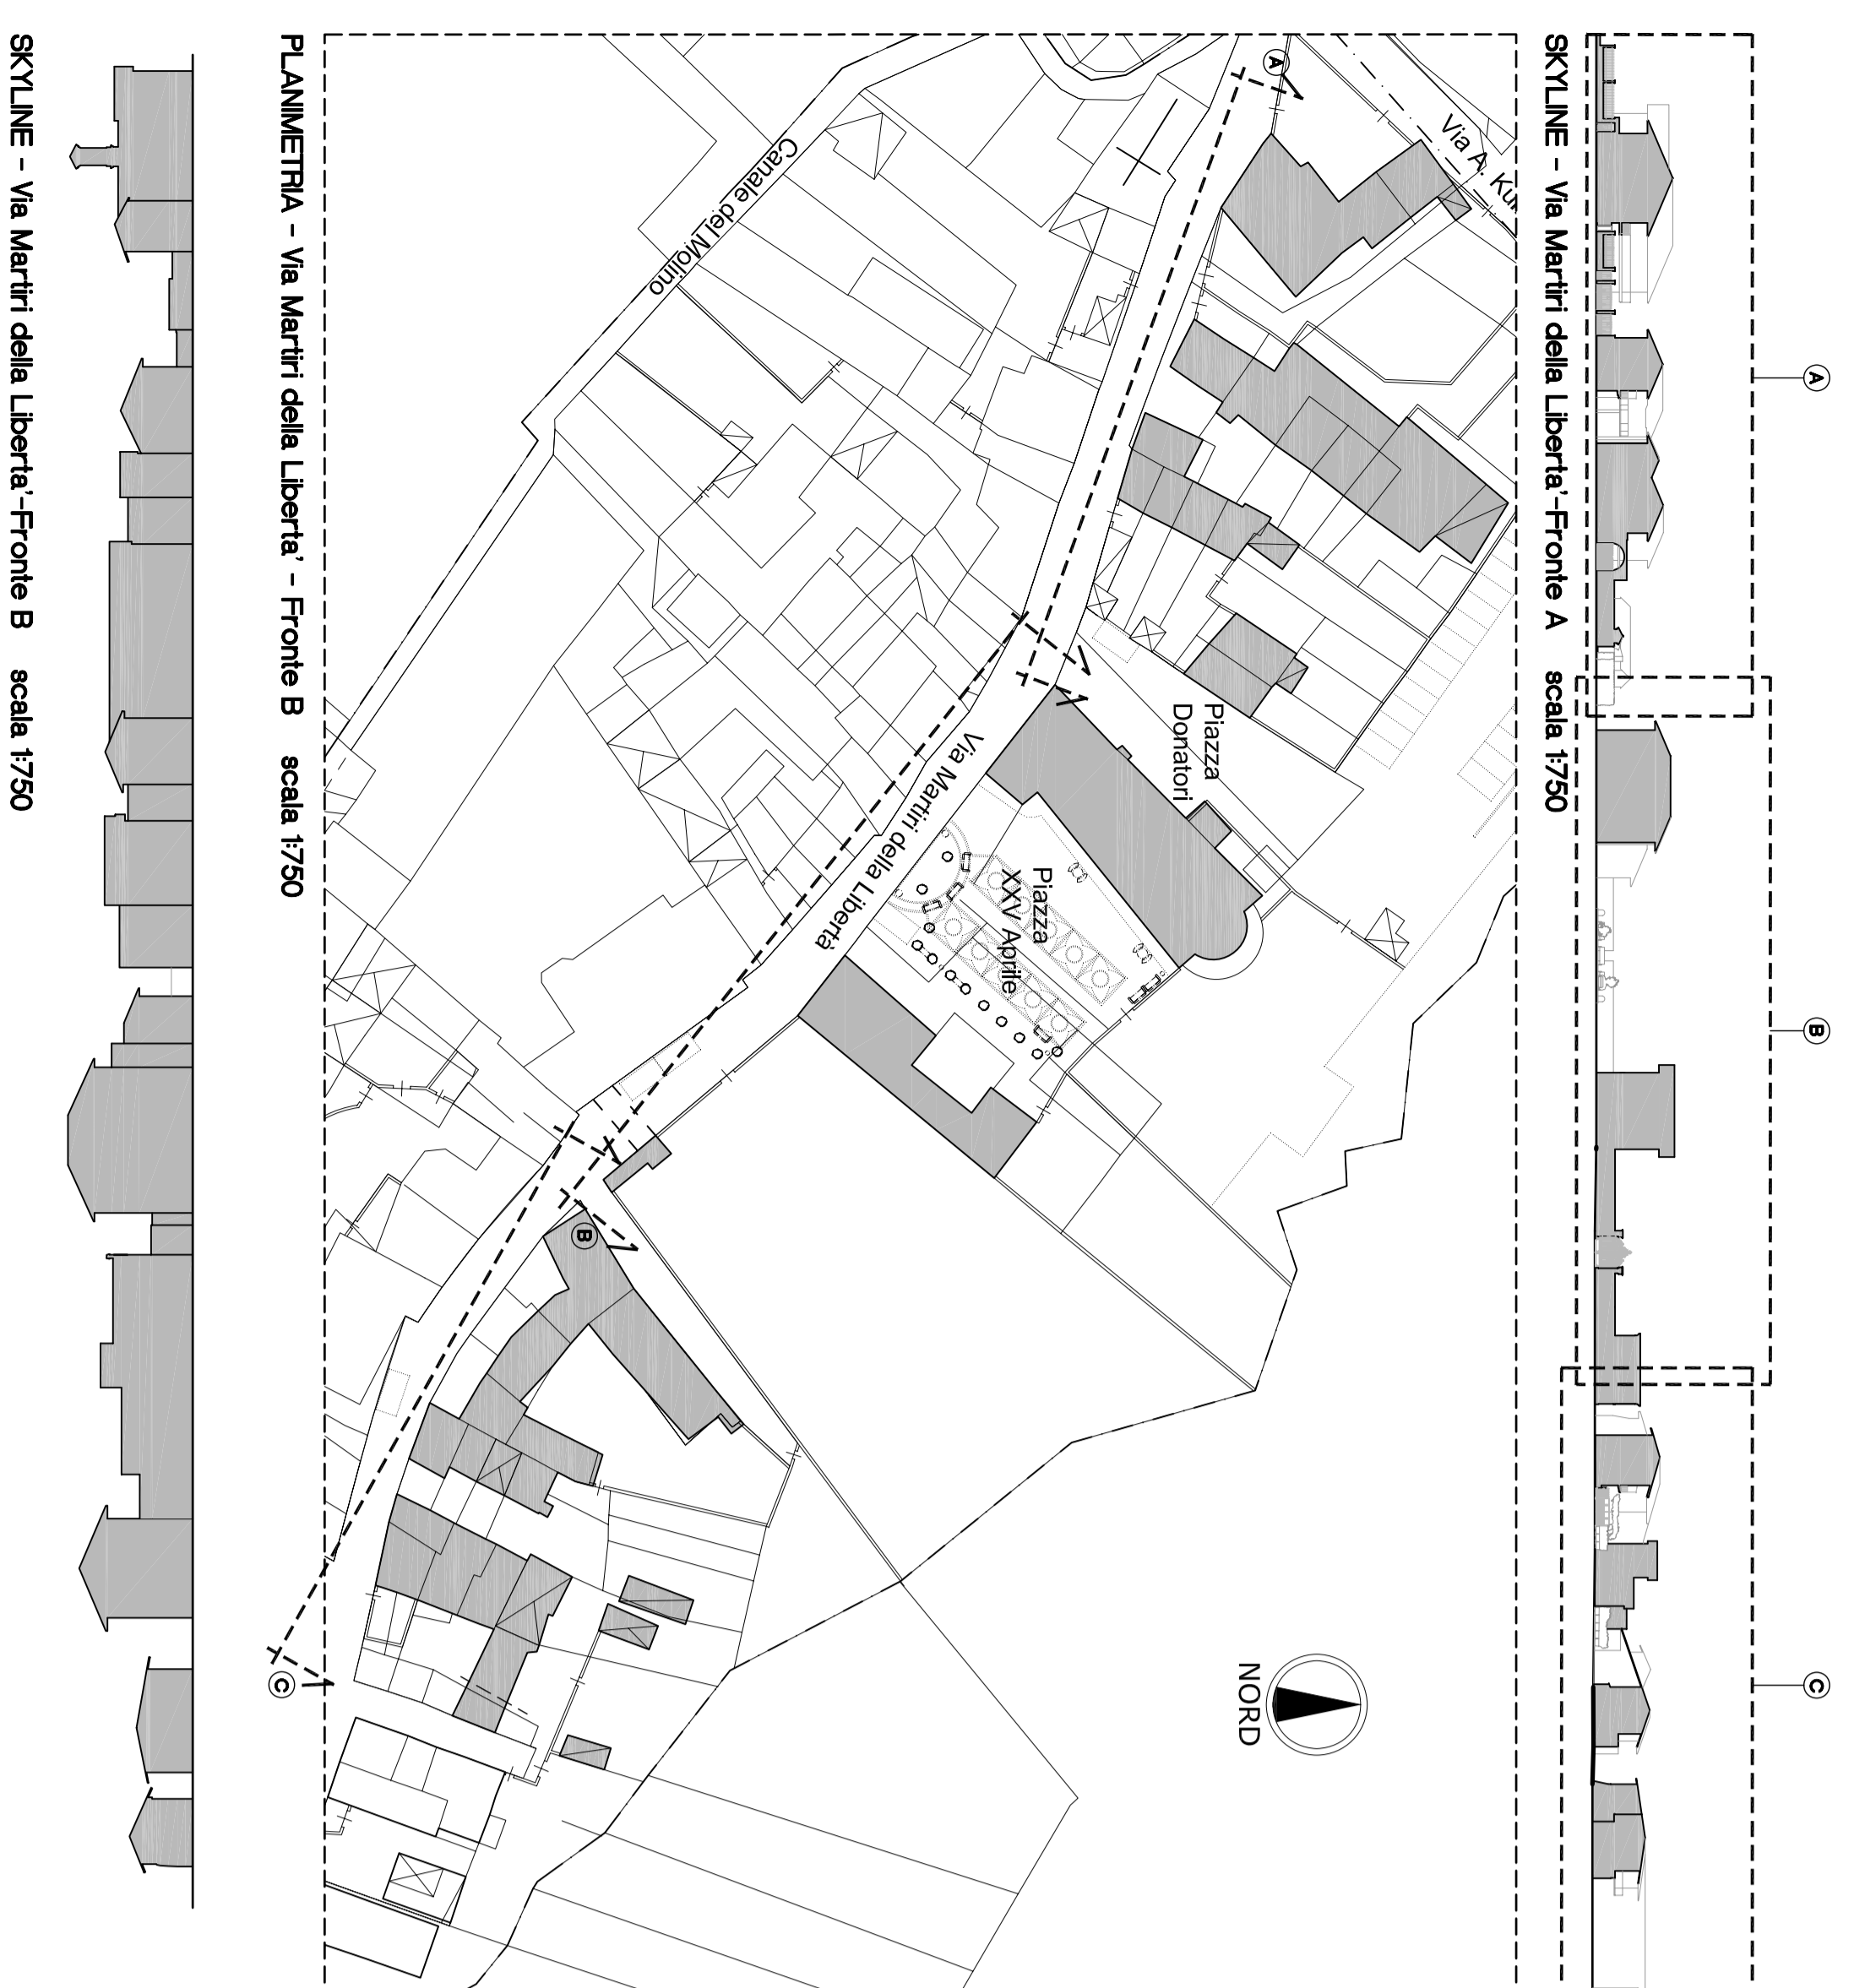 A
B
C
SKYLINE - Via Martiri della Liberta'-Fronte A scala 1:750
A
Via A. Ku
Canale del Molino
Piazza
Donatori
Via Martiri della Libertà
Piazza
XXV Aprile
B
C
NORD
PLANIMETRIA - Via Martiri della Liberta' - Fronte B scala 1:750
SKYLINE - Via Martiri della Liberta'-Fronte B scala 1:750